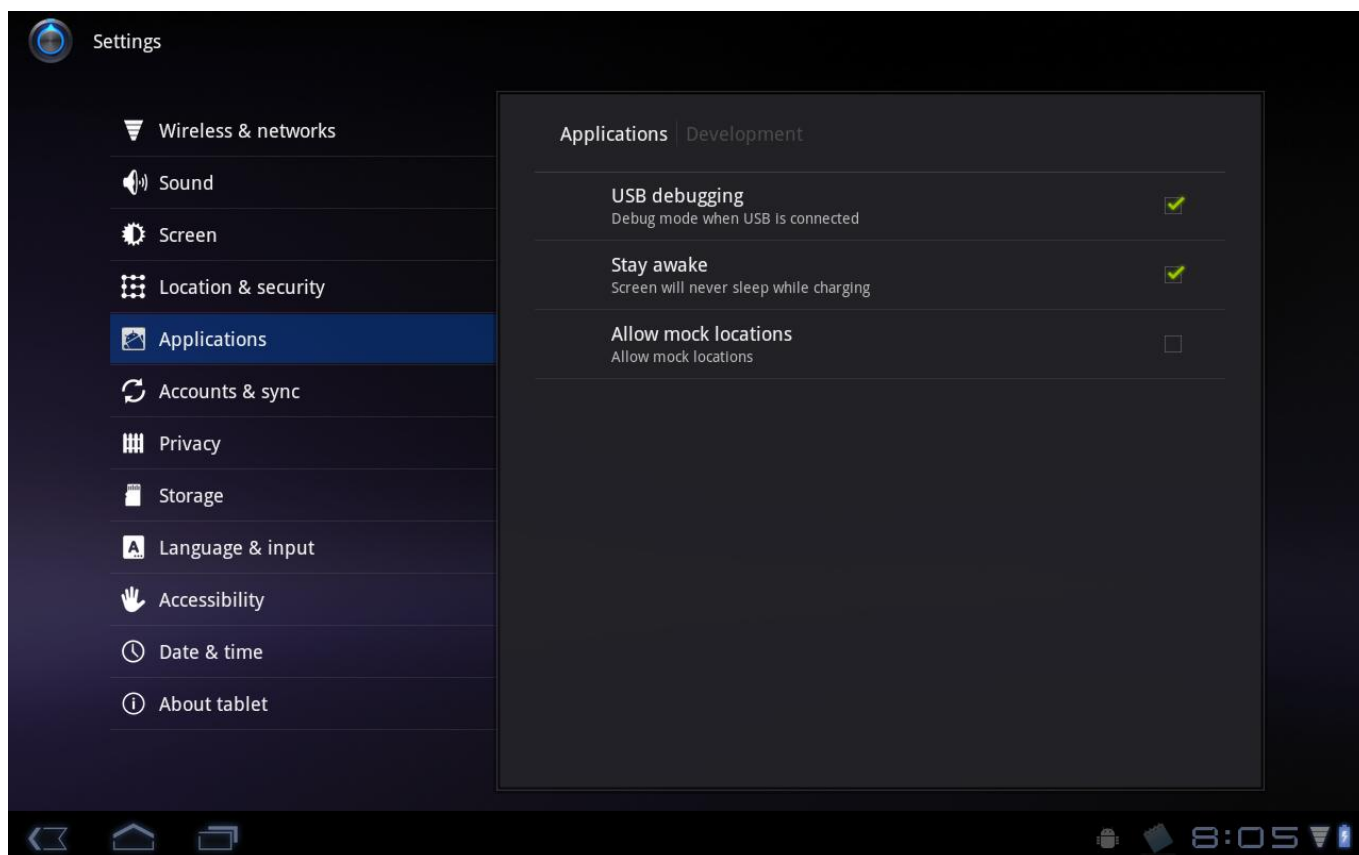 Settings
Wireless & networks
Sound
Screen
Location & security
Applications
Accounts & sync
Privacy
Storage
Language & input
Accessibility
Date & time
About tablet
Applications Development
USB debugging
Debug mode when USB is connected
Stay awake
Screen will never sleep while charging
Allow mock locations
Allow mock locations
8:05